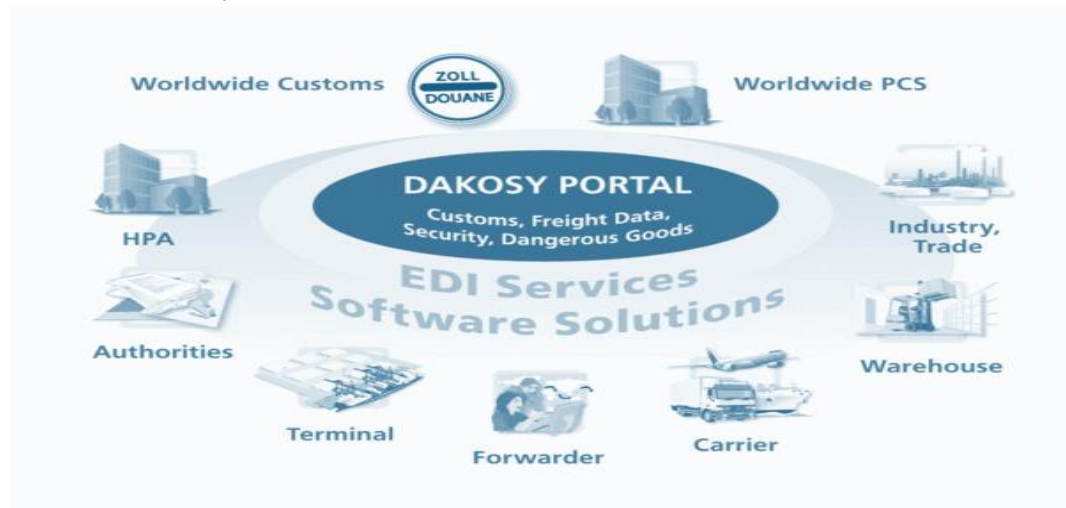 Worldwide Customs
ZOLL
DOUANE
Worldwide PCS
DAKOSY PORTAL
Customs, Freight Data,
Security, Dangerous Goods
EDI Services
Software Solutions
HPA
Industry,
Trade
Authorities
Warehouse
Terminal
Forwarder
Carrier